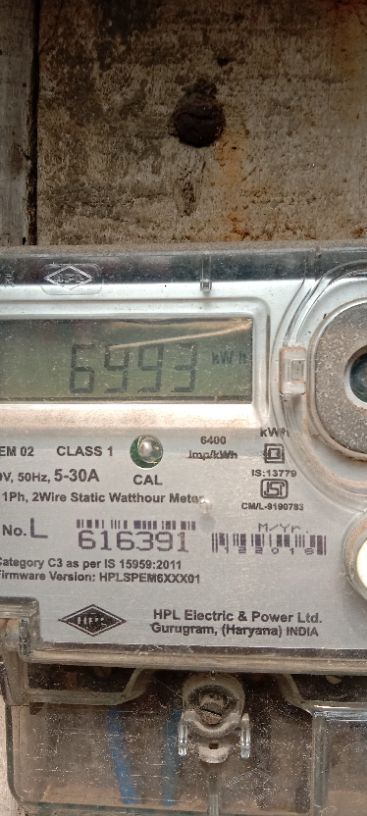 6993 kWh
EM 02 CLASS 1 6400 kWh
CAL imp/kWh
V, 50Hz, 5-30A IS:13779
1Ph, 2Wire Static Watthour Meter CM/L-9190783
No. L 616391 M/Yr.
122018
Category C3 as per IS 15959:2011
Firmware Version: HPLSPEM6XXX01
HPL Electric & Power Ltd.
Gurugram, (Haryana) INDIA